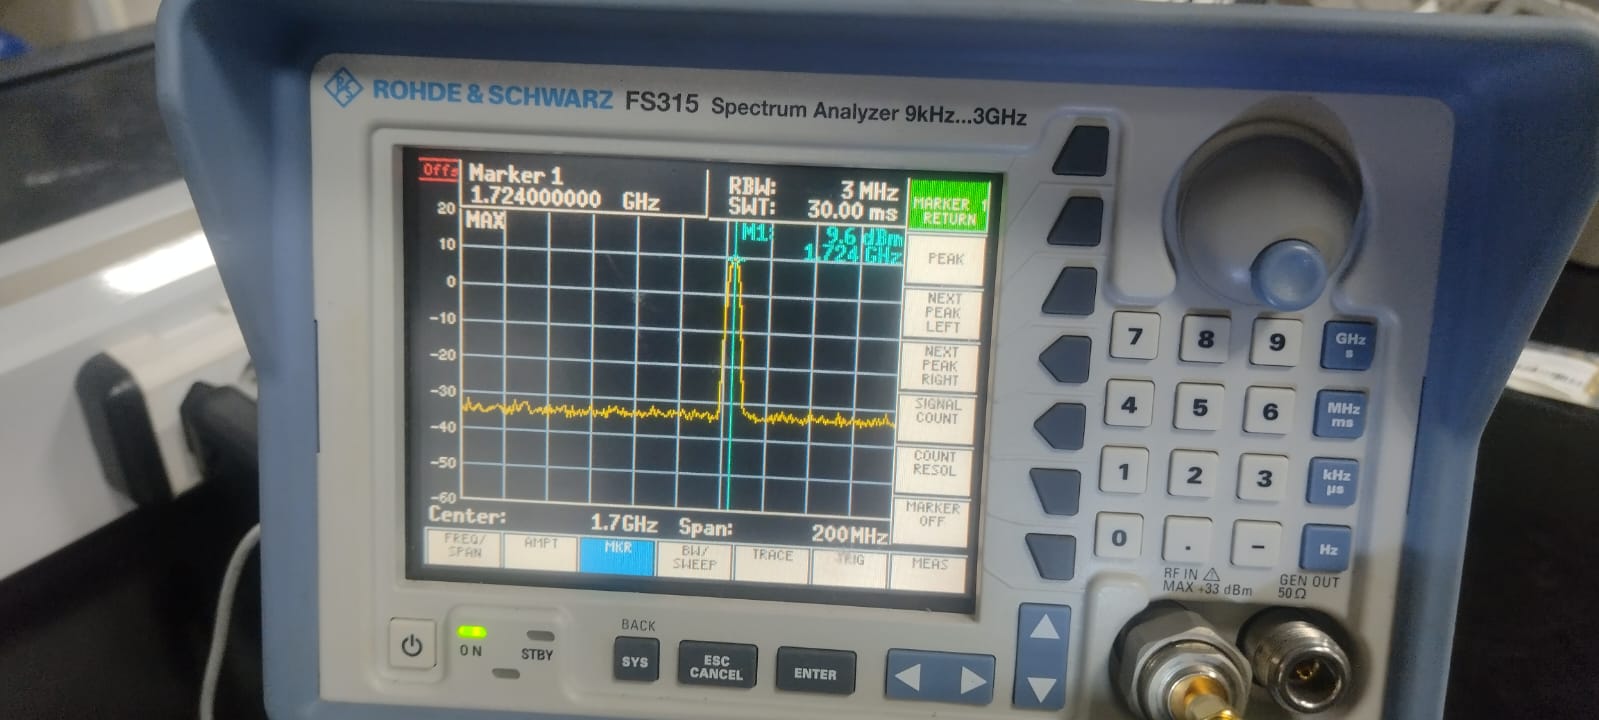 ROHDE & SCHWARZ FS315 Spectrum Analyzer 9kHz...3GHz
Offs
Marker 1
1.724000000 GHz
RBW: 3 MHz
SWT: 30.00 ms
MARKER 1
RETURN
MAX
M1: 9.6 dBm
1.724 GHz
20
10
0
-10
-20
-30
-40
-50
-60
PEAK
NEXT
PEAK
LEFT
NEXT
PEAK
RIGHT
SIGNAL
COUNT
COUNT
RESOL
MARKER
OFF
Center: 1.7GHz Span: 200MHz
FREQ/
SPAN
AMPT
MKR
BW/
SWEEP
TRACE
TRIG
MEAS
7 8 9 GHz
s
4 5 6 MHz
ms
1 2 3 kHz
µs
0 . - Hz
RF IN
MAX +33 dBm
GEN OUT
50 Ω
ON
STBY
BACK
SYS
ESC
CANCEL
ENTER